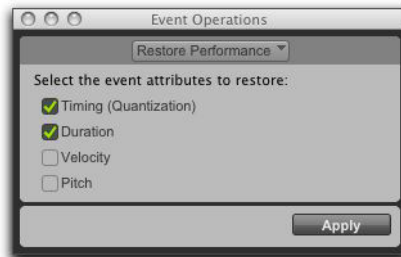 Event Operations
Restore Performance
Select the event attributes to restore:
Timing (Quantization)
Duration
Velocity
Pitch
Apply